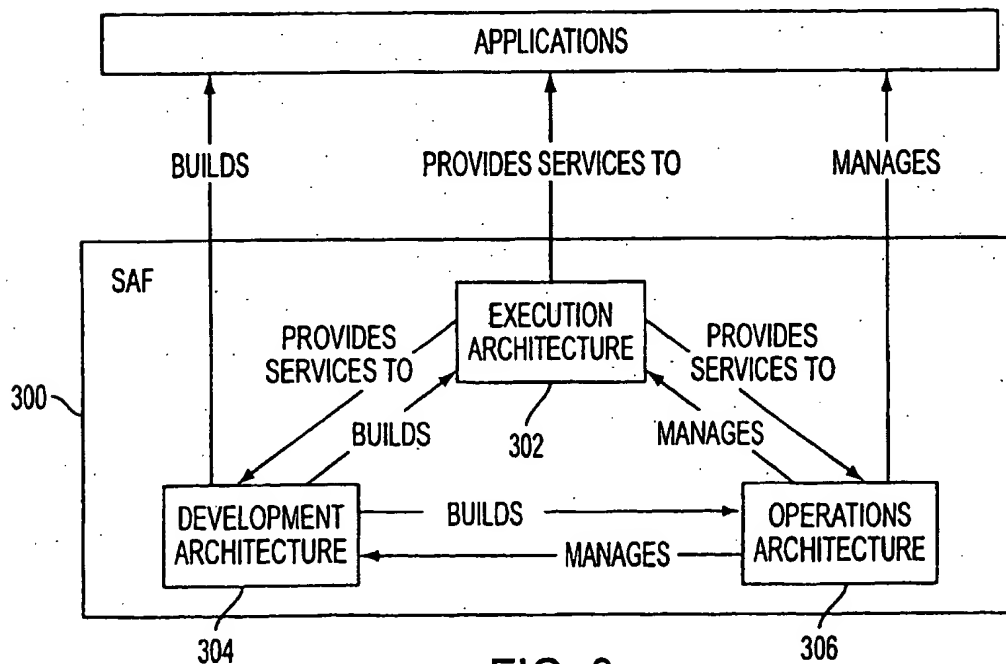 APPLICATIONS
BUILDS
PROVIDES SERVICES TO
MANAGES
SAF
EXECUTION
ARCHITECTURE
PROVIDES
SERVICES TO
PROVIDES
SERVICES TO
300
BUILDS
302
MANAGES
DEVELOPMENT
ARCHITECTURE
BUILDS
MANAGES
OPERATIONS
ARCHITECTURE
304
306